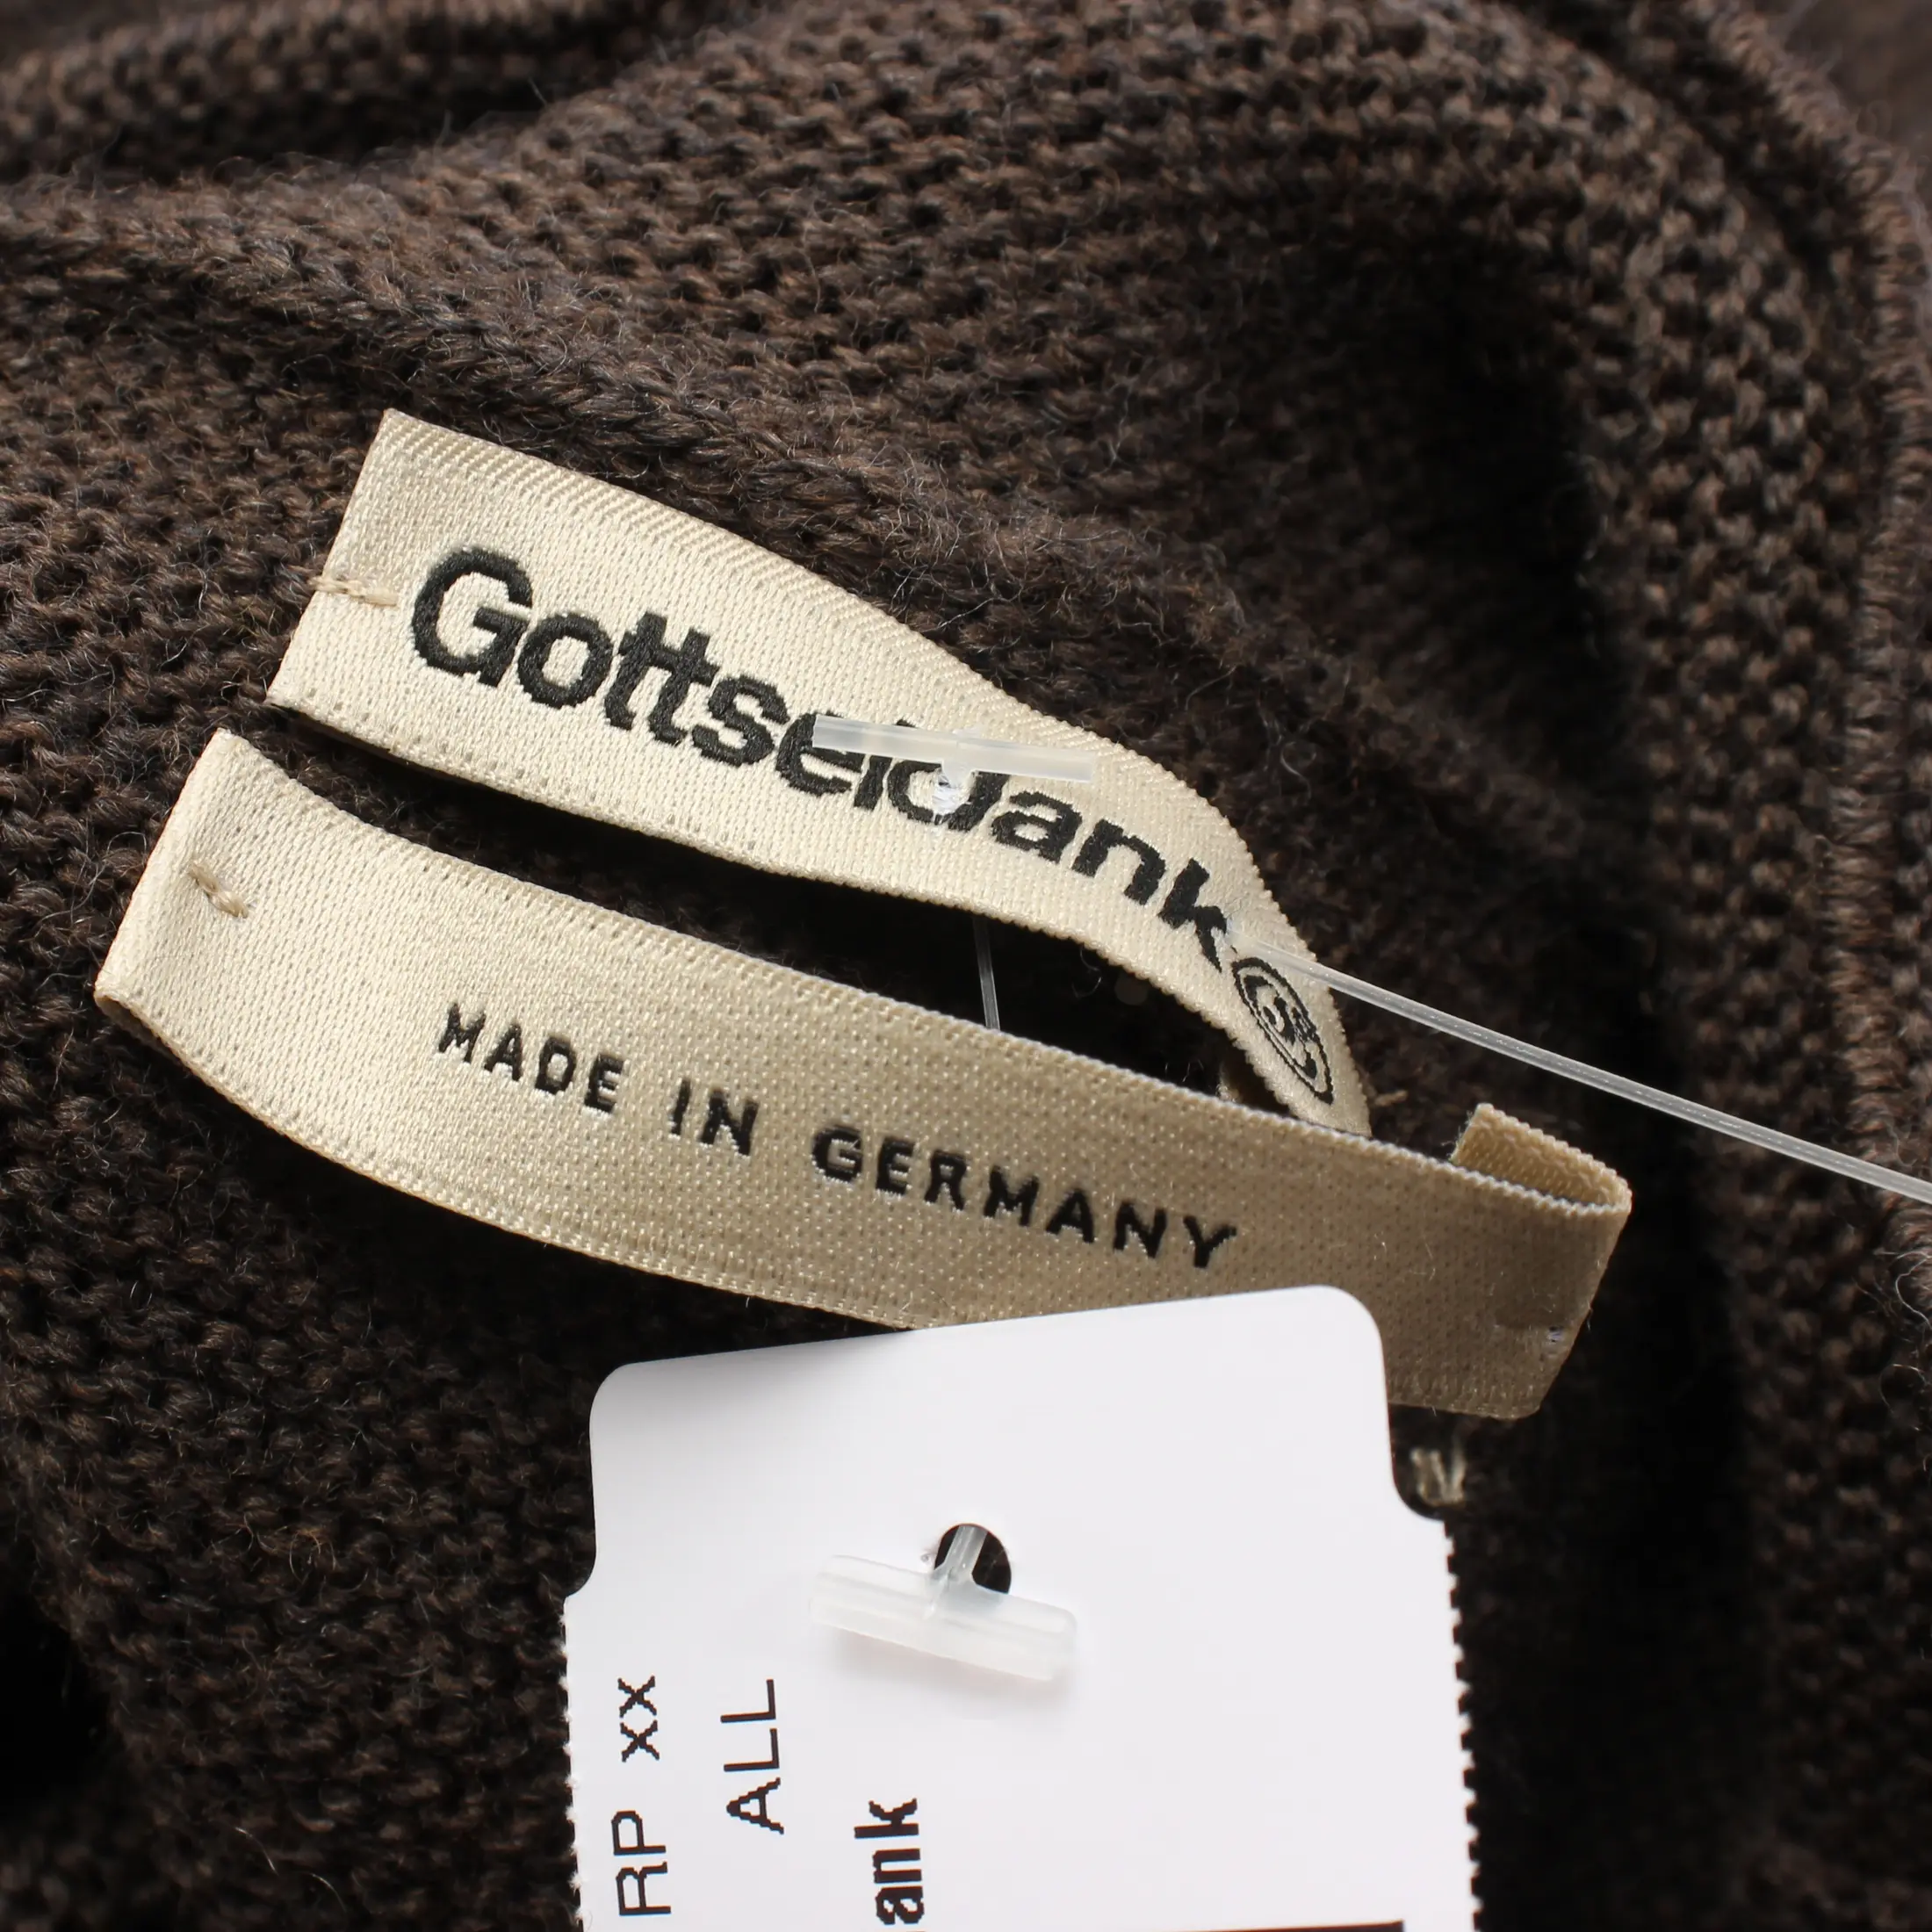 Gottseidank
MADE IN GERMANY
RP xx
ALL
ank